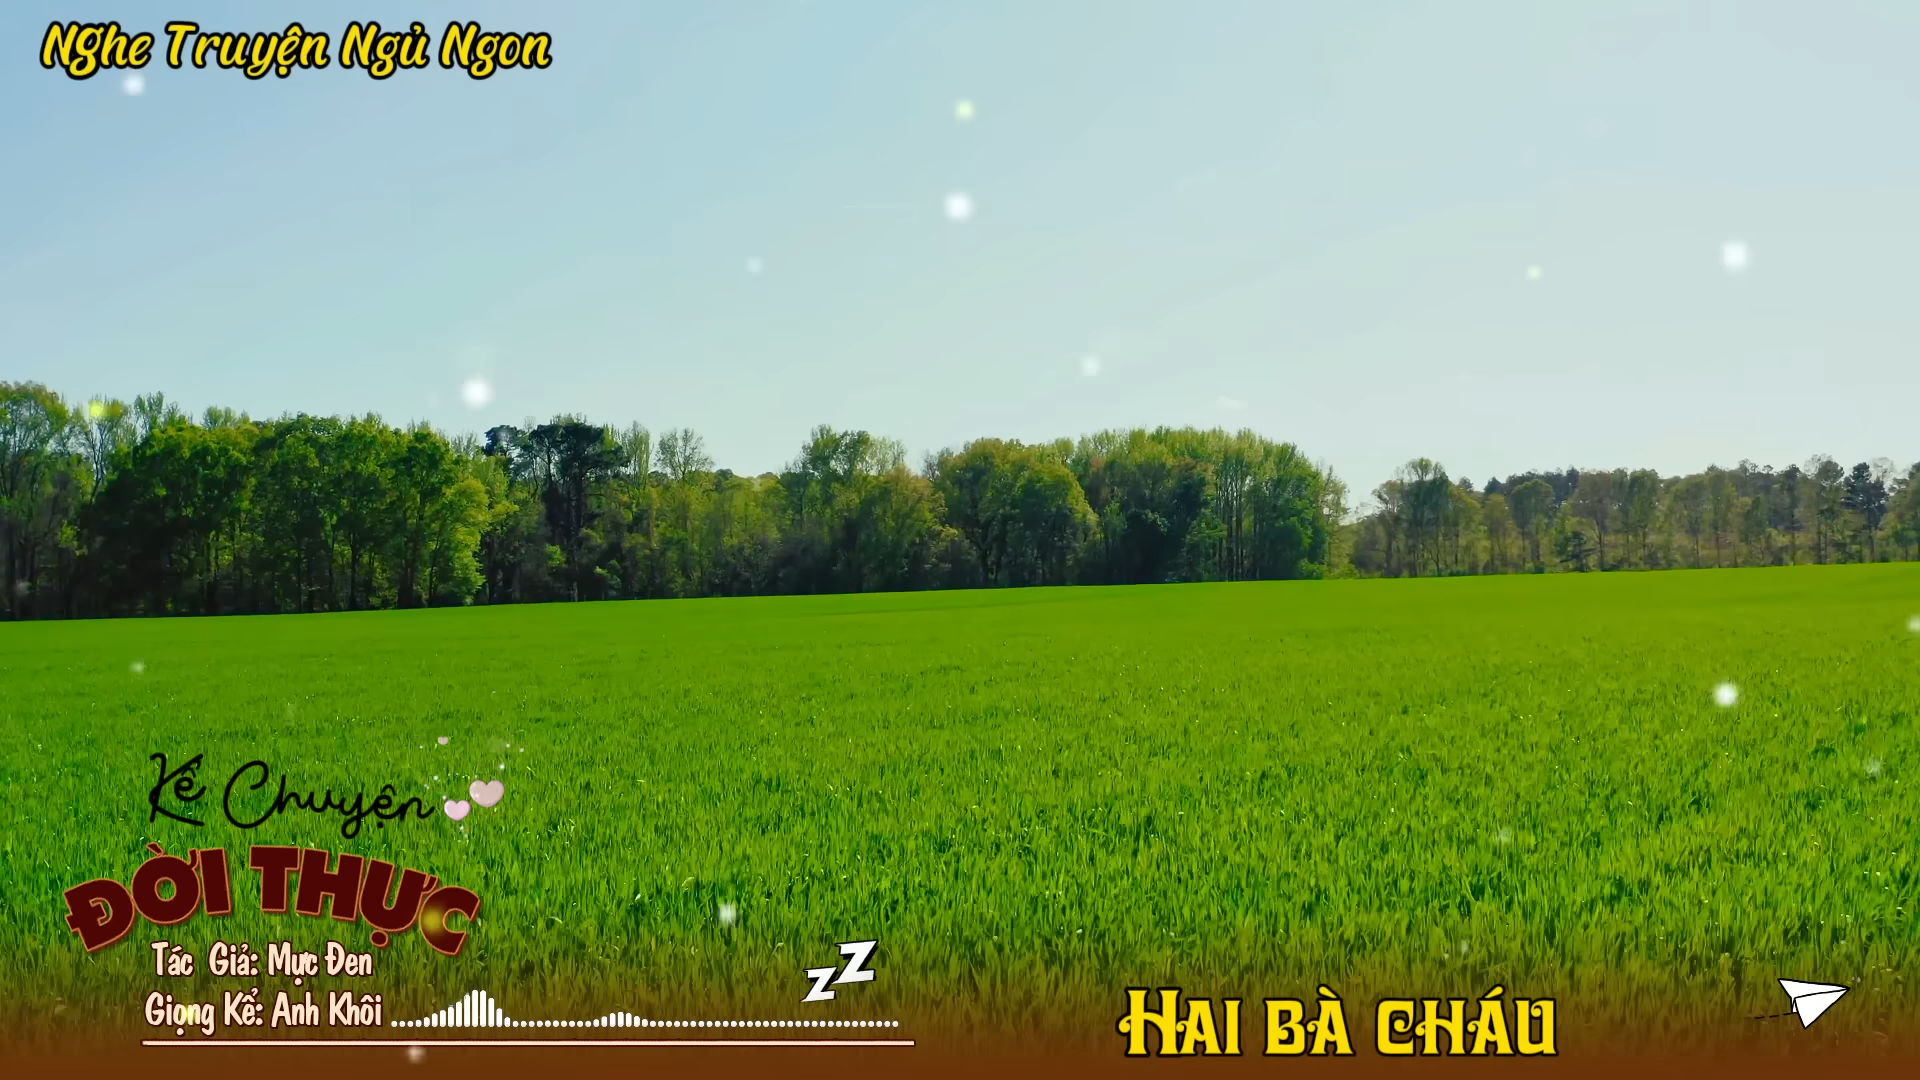 Nghe Truyện Ngủ Ngon
Kể Chuyện
ĐỜI THỰC
Tác Giả: Mực Đen
Giọng Kể: Anh Khôi
zZ
HAI BÀ CHÁU